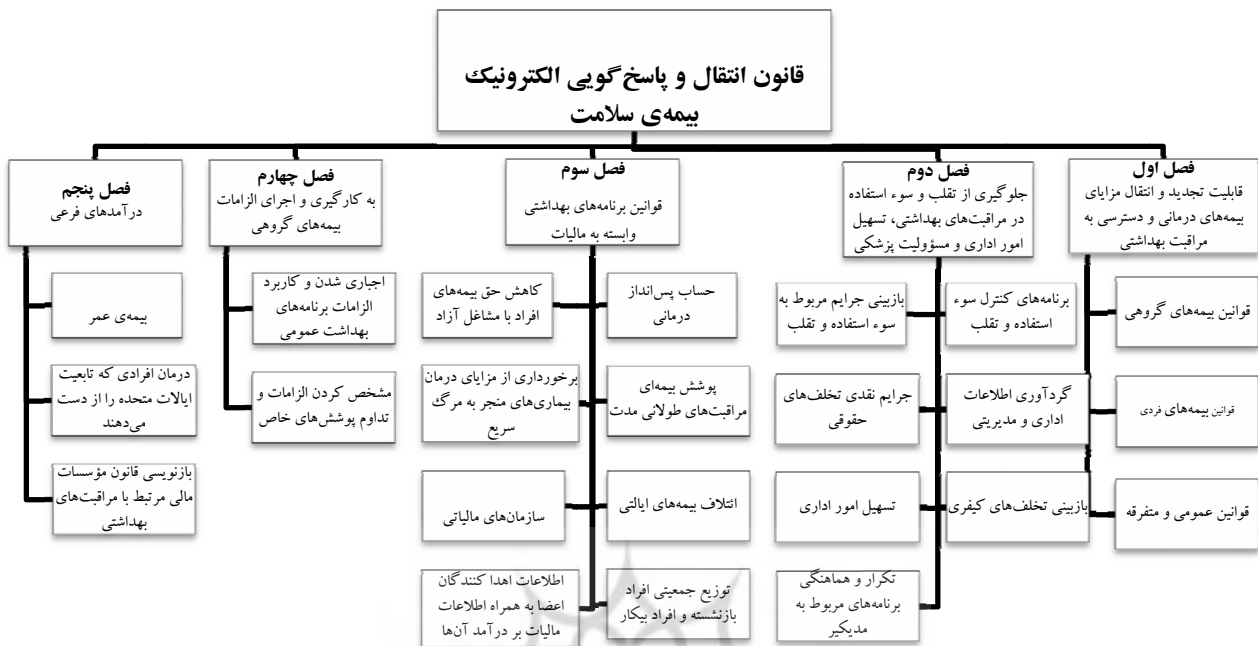 قانون انتقال و پاسخ‌گویی الکترونیک
بیمه‌ی سلامت
فصل اول
قابلیت تجدید و انتقال مزایای
بیمه‌های درمانی و دسترسی به
مراقبت بهداشتی
قوانین بیمه‌های گروهی
قوانین بیمه‌های فردی
قوانین عمومی و متفرقه
فصل دوم
جلوگیری از تقلب و سوء استفاده
در مراقبت‌های بهداشتی، تسهیل
امور اداری و مسؤولیت پزشکی
برنامه‌های کنترل سوء
استفاده و تقلب
بازبینی جرایم مربوط به
سوء استفاده و تقلب
گردآوری اطلاعات
اداری و مدیریتی
جرایم نقدی تخلف‌های
حقوقی
بازبینی تخلف‌های کیفری
تسهیل امور اداری
تکرار و هماهنگی
برنامه‌های مربوط به
مدیکیر
فصل سوم
قوانین برنامه‌های بهداشتی
وابسته به مالیات
حساب پس‌انداز
درمانی
کاهش حق بیمه‌های
افراد با مشاغل آزاد
پوشش بیمه‌ای
مراقبت‌های طولانی مدت
برخورداری از مزایای درمان
بیماری‌های منجر به مرگ
سریع
ائتلاف بیمه‌های ایالتی
سازمان‌های مالیاتی
توزیع جمعیتی افراد
بازنشسته و افراد بیکار
اطلاعات اهدا کنندگان
اعضا به همراه اطلاعات
مالیات بر درآمد آن‌ها
فصل چهارم
به کارگیری و اجرای الزامات
بیمه‌های گروهی
اجباری شدن و کاربرد
الزامات برنامه‌های
بهداشت عمومی
مشخص کردن الزامات و
تداوم پوشش‌های خاص
فصل پنجم
درآمدهای فرعی
بیمه‌ی عمر
درمان افرادی که تابعیت
ایالات متحده را از دست
می‌دهند
بازنویسی قانون مؤسسات
مالی مرتبط با مراقبت‌های
بهداشتی